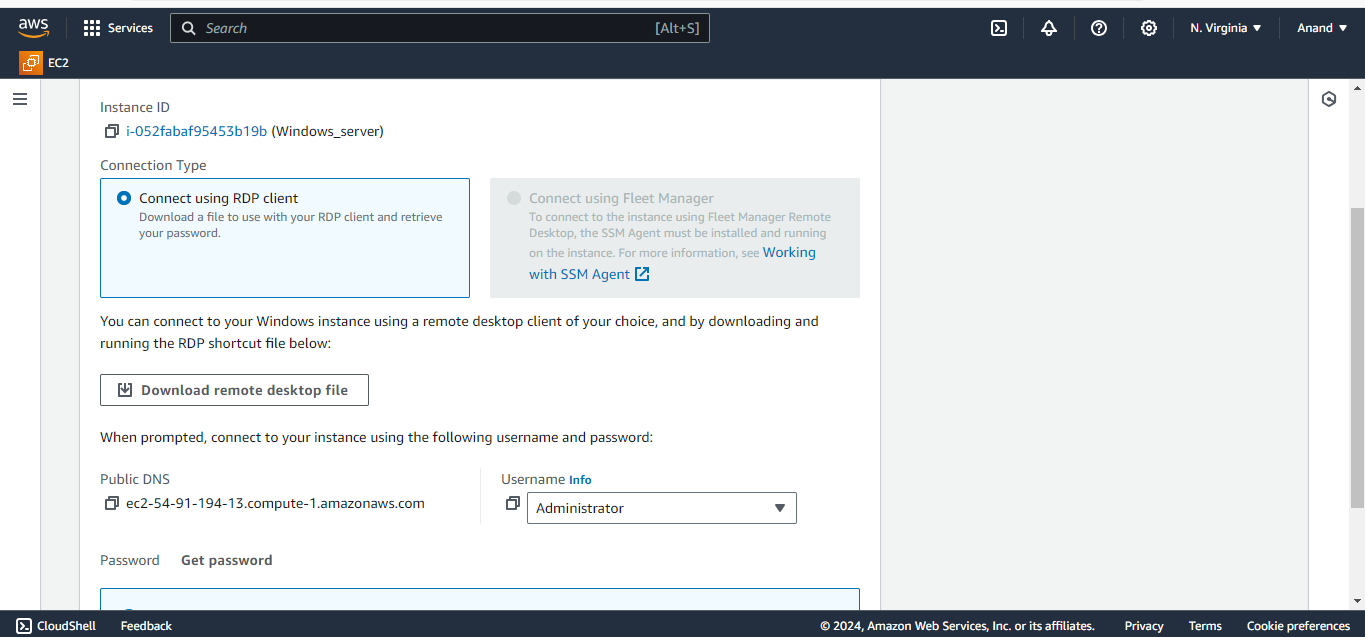 aws
Services
Search
[Alt+S]
N. Virginia
Anand
EC2
Instance ID
i-052fabaf95453b19b (Windows_server)
Connection Type
Connect using RDP client
Download a file to use with your RDP client and retrieve
your password.
Connect using Fleet Manager
To connect to the instance using Fleet Manager Remote
Desktop, the SSM Agent must be installed and running
on the instance. For more information, see Working
with SSM Agent
You can connect to your Windows instance using a remote desktop client of your choice, and by downloading and
running the RDP shortcut file below:
Download remote desktop file
When prompted, connect to your instance using the following username and password:
Public DNS
ec2-54-91-194-13.compute-1.amazonaws.com
Username Info
Administrator
Password Get password
CloudShell
Feedback
© 2024, Amazon Web Services, Inc. or its affiliates.
Privacy
Terms
Cookie preferences